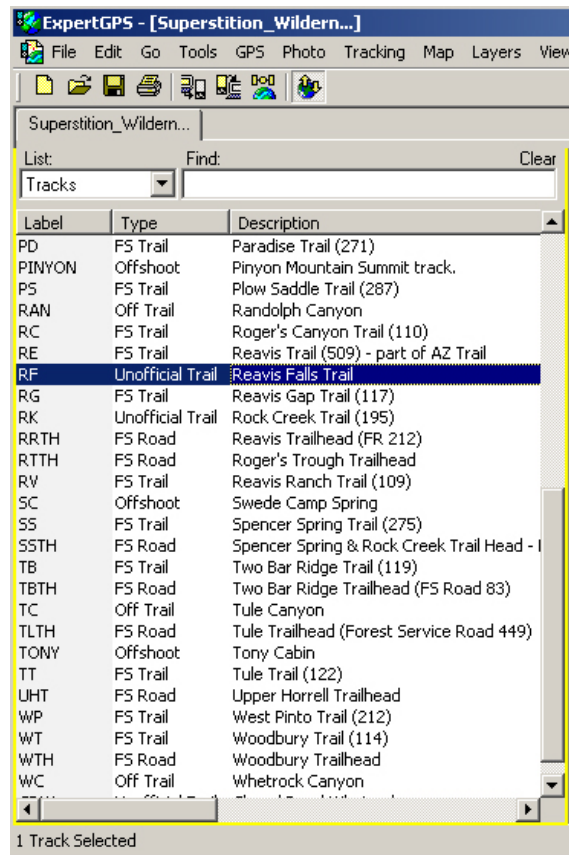 ExpertGPS - [Superstition_Wildern...]
File Edit Go Tools GPS Photo Tracking Map Layers View
Superstition_Wildern...
List: Find: Clear
Tracks
Label Type Description
PD FS Trail Paradise Trail (271)
PINYON Offshoot Pinyon Mountain Summit track.
PS FS Trail Plow Saddle Trail (287)
RAN Off Trail Randolph Canyon
RC FS Trail Roger's Canyon Trail (110)
RE FS Trail Reavis Trail (509) - part of AZ Trail
RF Unofficial Trail Reavis Falls Trail
RG FS Trail Reavis Gap Trail (117)
RK Unofficial Trail Rock Creek Trail (195)
RRTH FS Road Reavis Trailhead (FR 212)
RTTH FS Road Roger's Trough Trailhead
RV FS Trail Reavis Ranch Trail (109)
SC Offshoot Swede Camp Spring
SS FS Trail Spencer Spring Trail (275)
SSTH FS Road Spencer Spring & Rock Creek Trail Head -
TB FS Trail Two Bar Ridge Trail (119)
TBTH FS Road Two Bar Ridge Trailhead (FS Road 83)
TC Off Trail Tule Canyon
TLTH FS Road Tule Trailhead (Forest Service Road 449)
TONY Offshoot Tony Cabin
TT FS Trail Tule Trail (122)
UHT FS Road Upper Horrell Trailhead
WP FS Trail West Pinto Trail (212)
WT FS Trail Woodbury Trail (114)
WTH FS Road Woodbury Trailhead
WC Off Trail Whetrock Canyon
1 Track Selected